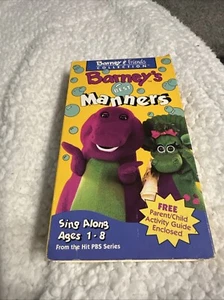 Barney & friends
COLLECTION
Barney's
BEST
Manners
FREE
Parent/Child
Activity Guide
Enclosed
Sing Along
Ages 1-8
From the Hit PBS Series